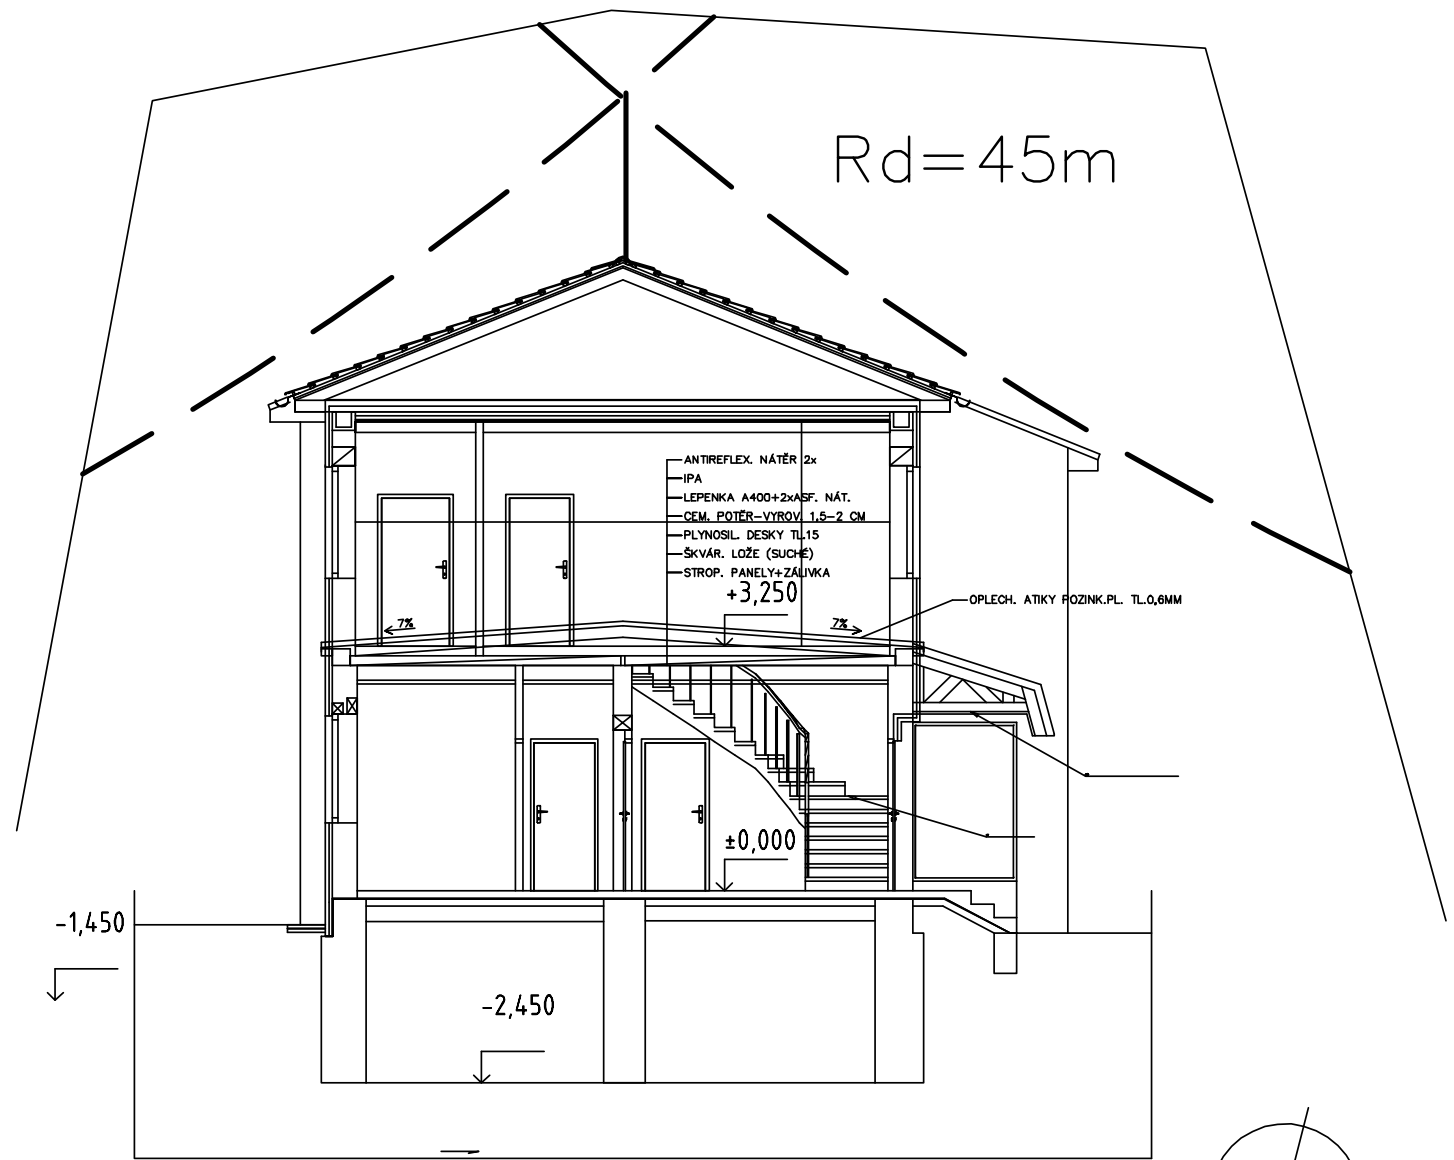 Rd=45m
ANTIREFLEX. NÁTĚR 2x
IPA
LEPENKA A400+2xASF. NÁT.
CEM. POTĚR-VYROV. 1,5-2 CM
PLYNOSIL. DESKY TL.15
ŠKVÁR. LOŽE (SUCHÉ)
STROP. PANELY+ZÁLIVKA
+3,250
OPLECH. ATIKY POZINK.PL. TL.0,6MM
7%
7%
±0,000
-1,450
-2,450